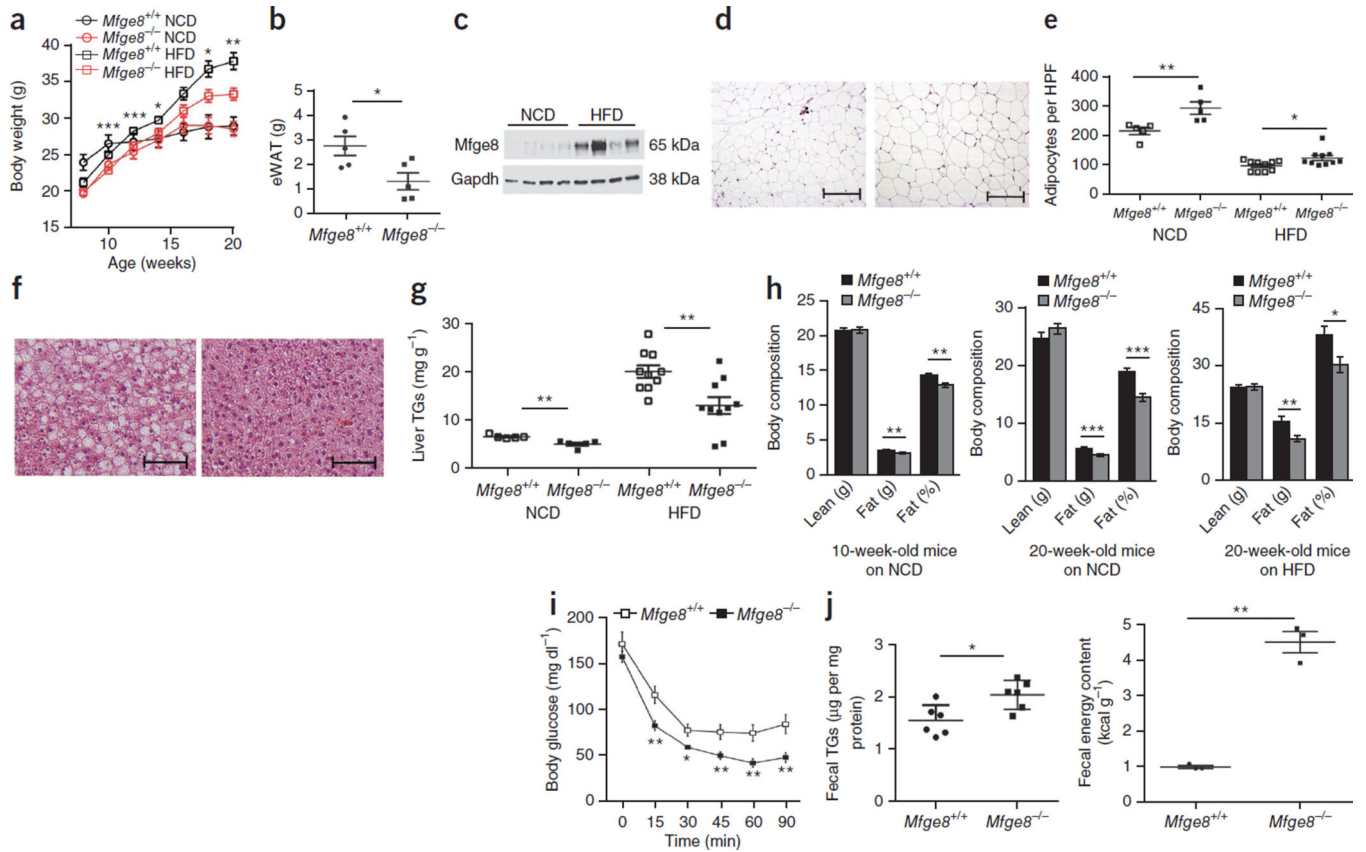 a
Mfge8+/+ NCD
Mfge8–/– NCD
Mfge8+/+ HFD
Mfge8–/– HFD
40
35
30
25
20
15
Body weight (g)
***
***
*
*
**
10
15
20
Age (weeks)
b
5
4
3
2
1
0
eWAT (g)
*
Mfge8+/+
Mfge8–/–
c
NCD
HFD
Mfge8
65 kDa
Gapdh
38 kDa
d
e
400
300
200
100
0
Adipocytes per HPF
**
*
Mfge8+/+
Mfge8–/–
Mfge8+/+
Mfge8–/–
NCD
HFD
f
g
30
20
10
0
Liver TGs (mg g–1)
**
**
Mfge8+/+
Mfge8–/–
Mfge8+/+
Mfge8–/–
NCD
HFD
h
Mfge8+/+
Mfge8–/–
25
20
15
10
5
0
Body composition
**
**
Lean (g)
Fat (g)
Fat (%)
10-week-old mice
on NCD
Mfge8+/+
Mfge8–/–
30
20
10
0
Body composition
***
***
Lean (g)
Fat (g)
Fat (%)
20-week-old mice
on NCD
Mfge8+/+
Mfge8–/–
45
30
15
0
Body composition
**
*
Lean (g)
Fat (g)
Fat (%)
20-week-old mice
on HFD
i
Mfge8+/+
Mfge8–/–
200
150
100
50
0
Body glucose (mg dl–1)
**
*
**
**
**
0
15
30
45
60
90
Time (min)
j
3
2
1
0
Fecal TGs (µg per mg
protein)
*
Mfge8+/+
Mfge8–/–
5
4
3
2
1
0
Fecal energy content
(kcal g–1)
**
Mfge8+/+
Mfge8–/–